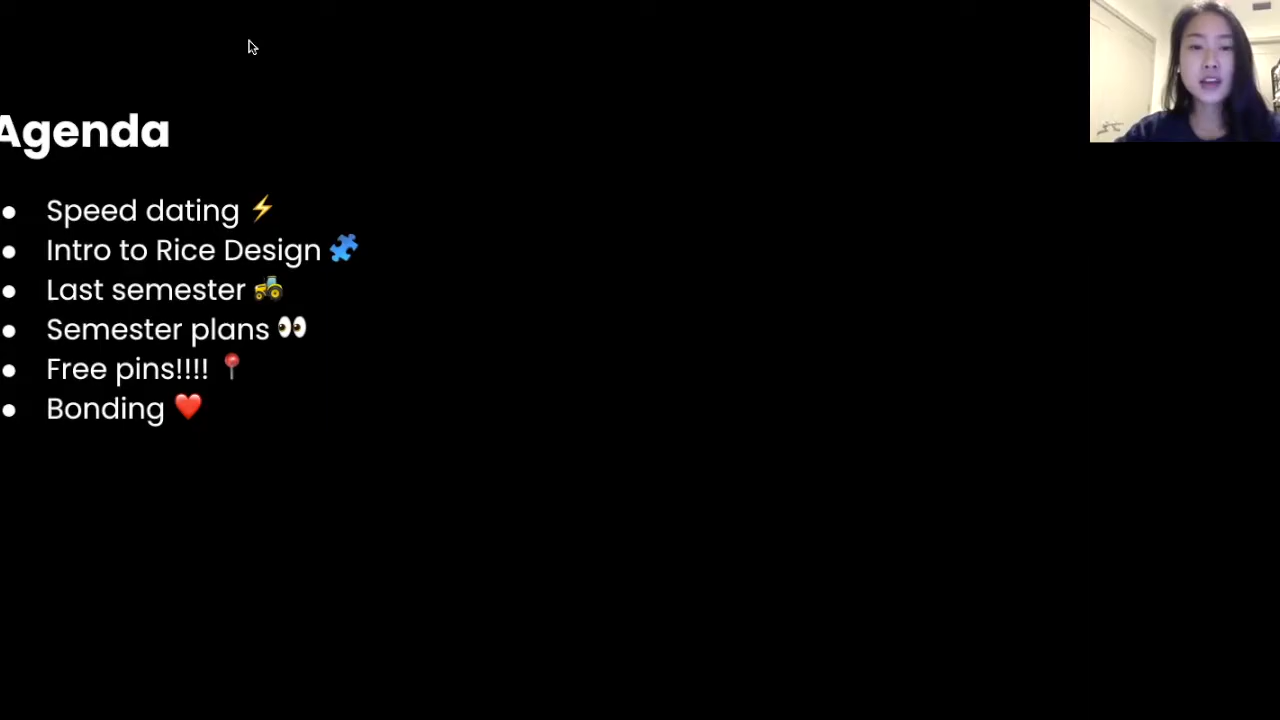 Agenda
● Speed dating ⚡
● Intro to Rice Design 🧩
● Last semester 🚜
● Semester plans 👀
● Free pins!!!! 📍
● Bonding ❤️